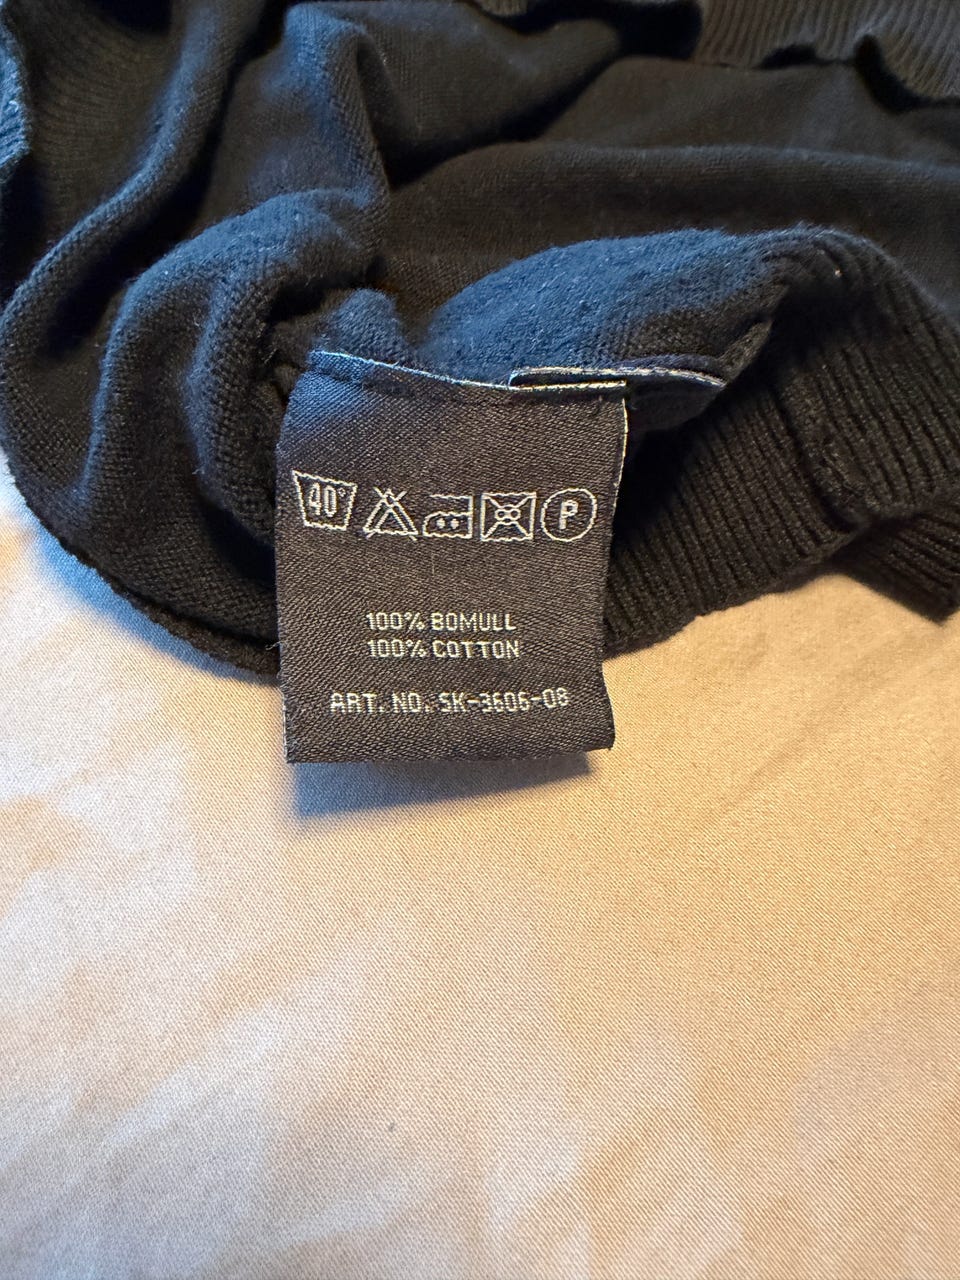 40° P
100% BOMULL
100% COTTON
ART. NO. SK-3606-08